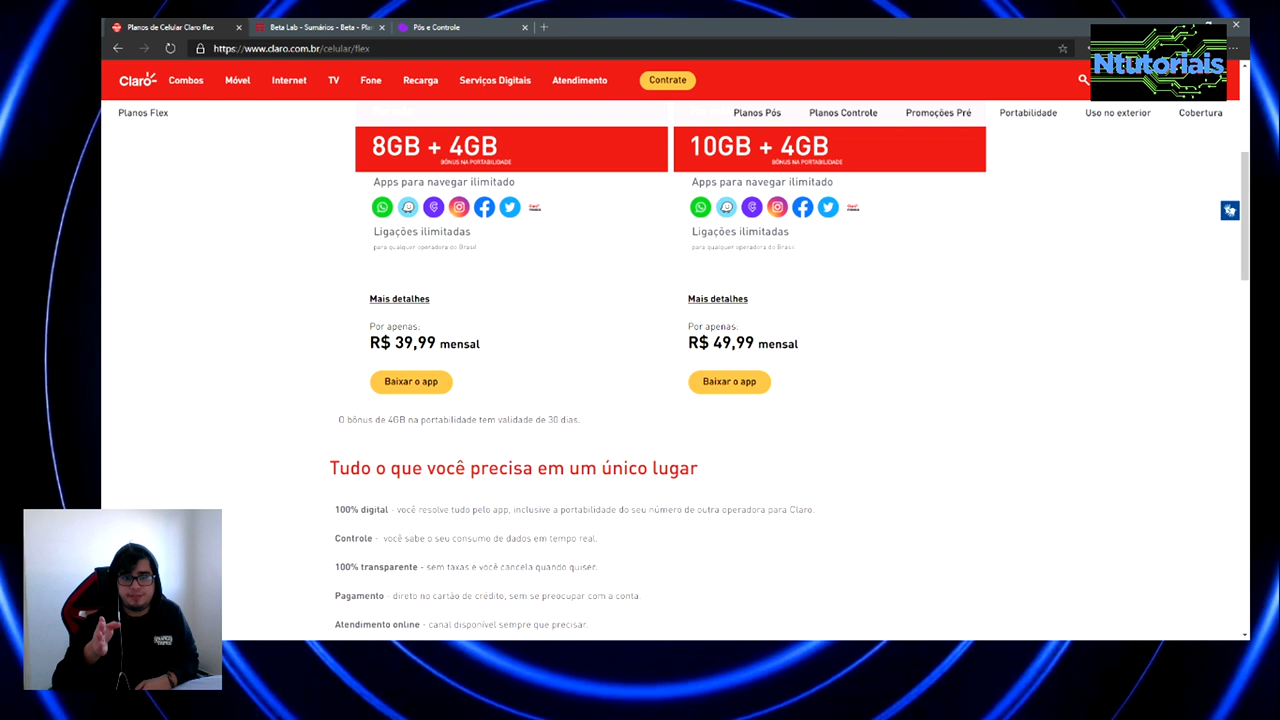 Planos de Celular Claro flex
Beta Lab - Sumários - Beta - Pla
Pós e Controle
https://www.claro.com.br/celular/flex
Ntutoriais
Claro
Combos
Móvel
Internet
TV
Fone
Recarga
Serviços Digitais
Atendimento
Contrate
Planos Flex
Planos Pós
Planos Controle
Promoções Pré
Portabilidade
Uso no exterior
Cobertura
8GB + 4GB
BÔNUS NA PORTABILIDADE
Apps para navegar ilimitado
Ligações ilimitadas
para qualquer operadora do Brasil
Mais detalhes
Por apenas:
R$ 39,99 mensal
Baixar o app
10GB + 4GB
BÔNUS NA PORTABILIDADE
Apps para navegar ilimitado
Ligações ilimitadas
para qualquer operadora do Brasil
Mais detalhes
Por apenas:
R$ 49,99 mensal
Baixar o app
O bônus de 4GB na portabilidade tem validade de 30 dias.
Tudo o que você precisa em um único lugar
100% digital - você resolve tudo pelo app, inclusive a portabilidade do seu número de outra operadora para Claro.
Controle - você sabe o seu consumo de dados em tempo real.
100% transparente - sem taxas e você cancela quando quiser.
Pagamento - direto no cartão de crédito, sem se preocupar com a conta.
Atendimento online - canal disponível sempre que precisar.